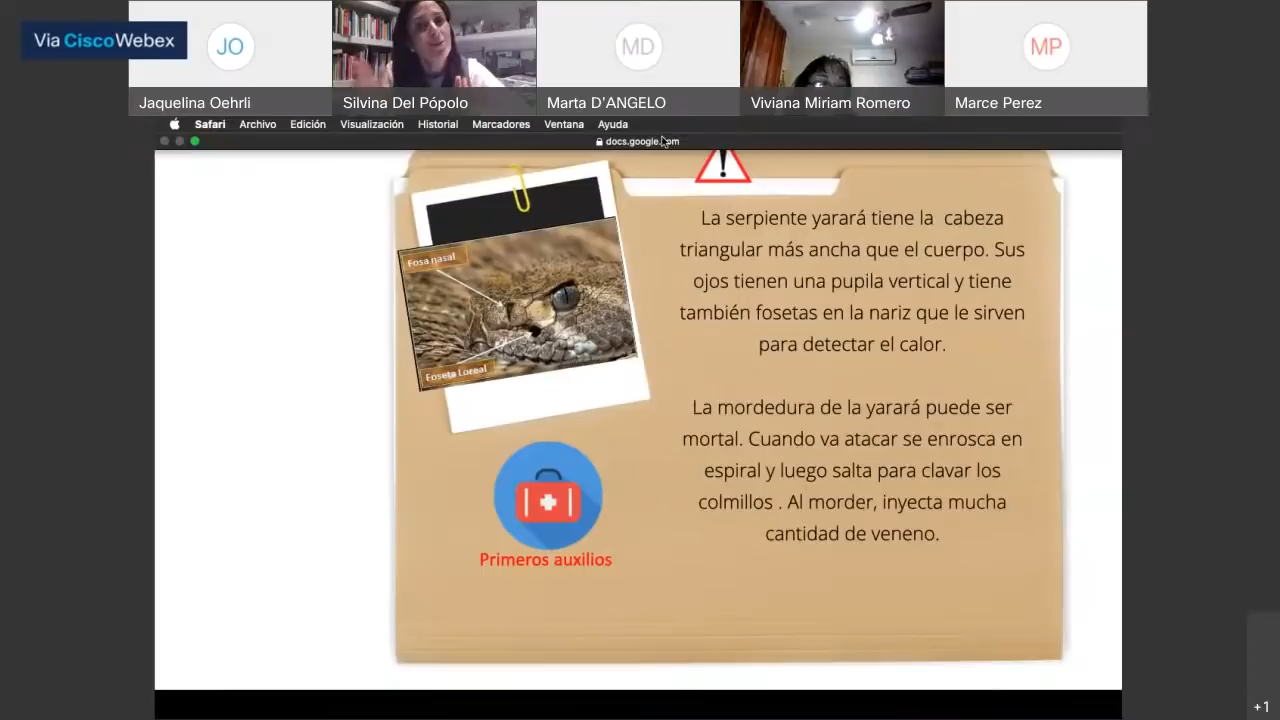 Via CiscoWebex
JO
MD
MP
Jaquelina Oehrli
Silvina Del Pópolo
Marta D'ANGELO
Viviana Miriam Romero
Marce Perez
Safari Archivo Edición Visualización Historial Marcadores Ventana Ayuda
docs.google.com
!
Fosa nasal
Foseta Loreal
La serpiente yarará tiene la cabeza
triangular más ancha que el cuerpo. Sus
ojos tienen una pupila vertical y tiene
también fosetas en la nariz que le sirven
para detectar el calor.
La mordedura de la yarará puede ser
mortal. Cuando va atacar se enrosca en
espiral y luego salta para clavar los
colmillos . Al morder, inyecta mucha
cantidad de veneno.
Primeros auxilios
+1